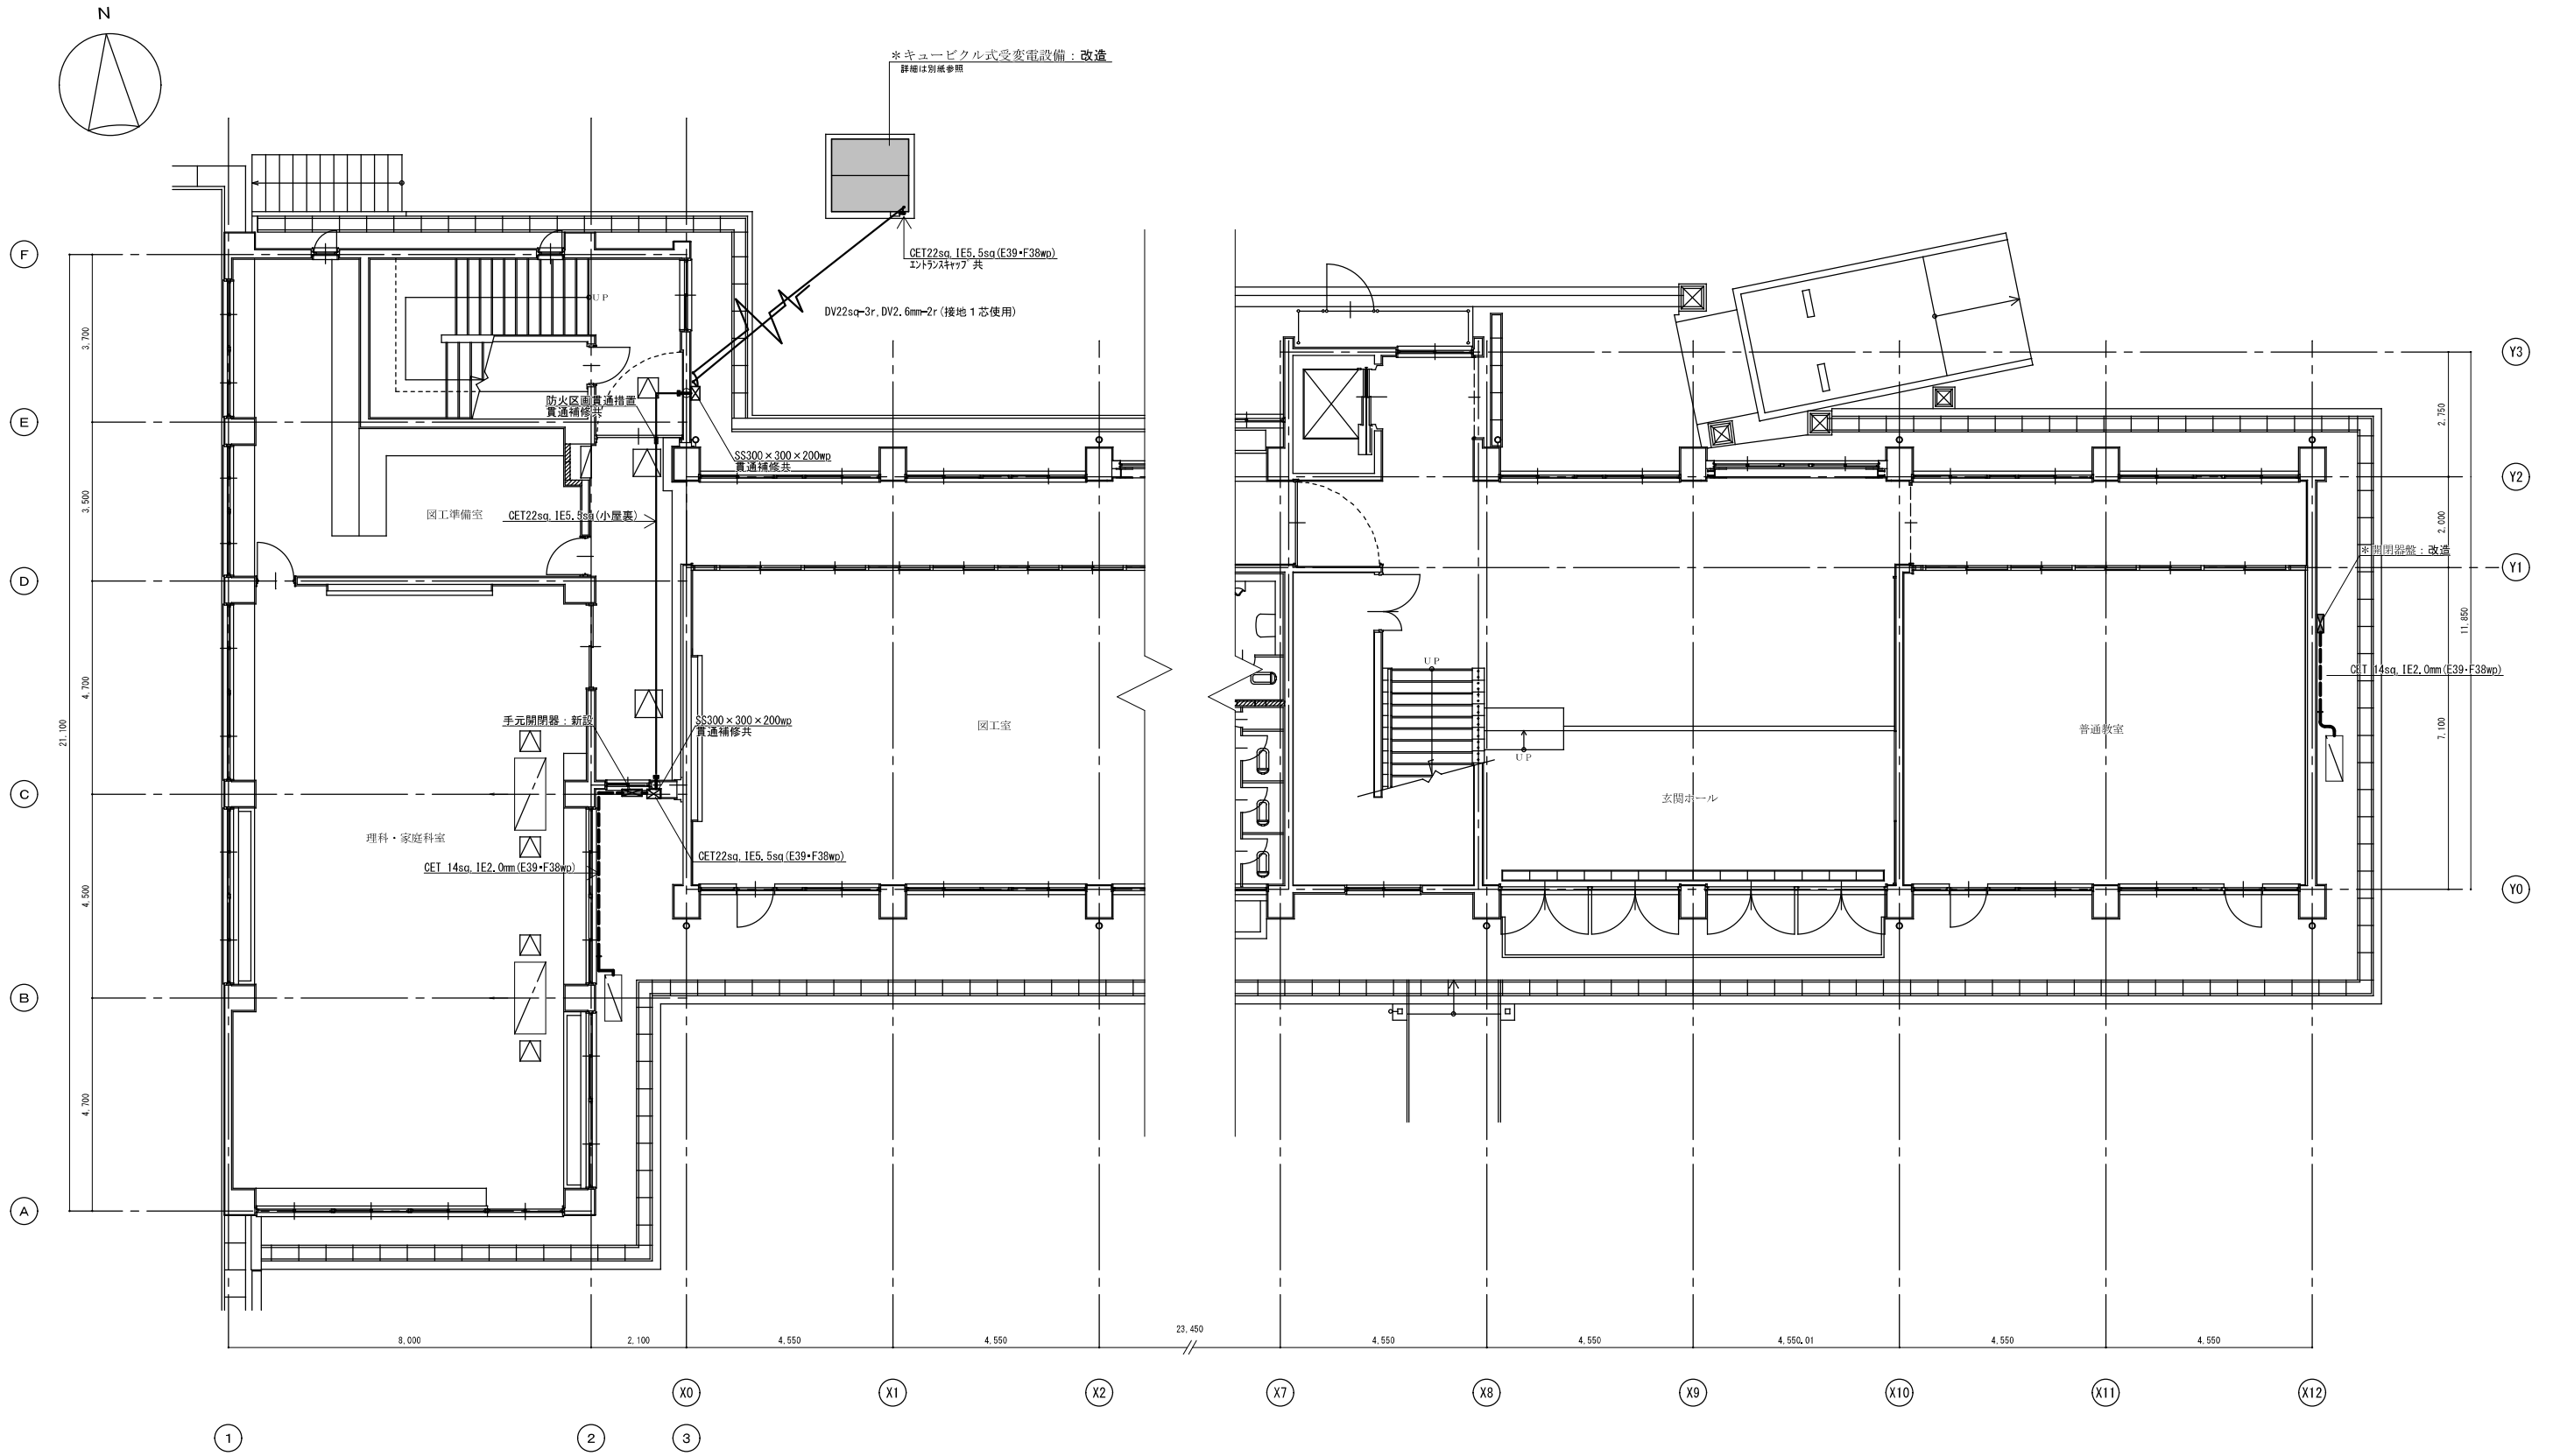 N
＊キュービクル式受変電設備：改造
詳細は別紙参照
CET22sq, IE5.5sq(E39・F38wp)
エントランスキャップ共
DV22sq-3r, DV2.6mm-2r(接地１芯使用)
UP
防火区画貫通措置
貫通補修共
SS300×300×200wp
貫通補修共
図工準備室
CET22sq, IE5.5sq(小屋裏)
手元開閉器：新設
SS300×300×200wp
貫通補修共
図工室
理科・家庭科室
CET22sq, IE5.5sq(E39・F38wp)
CET 14sq, IE2.0mm(E39・F38wp)
UP
UP
玄関ホール
普通教室
＊開閉器盤：改造
CET 14sq, IE2.0mm(E39・F38wp)
F
E
D
C
B
A
3,700
3,500
4,700
4,500
4,700
21,100
Y3
Y2
Y1
Y0
2,750
2,000
7,100
11,850
8,000
2,100
4,550
4,550
23,450
4,550
4,550
4,550.01
4,550
4,550
X0
X1
X2
X7
X8
X9
X10
X11
X12
1
2
3